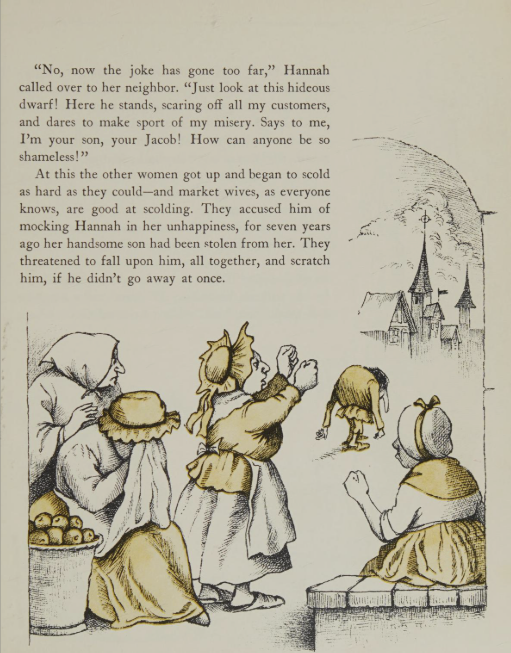 “No, now the joke has gone too far,” Hannah
called over to her neighbor. “Just look at this hideous
dwarf! Here he stands, scaring off all my customers,
and dares to make sport of my misery. Says to me,
I’m your son, your Jacob! How can anyone be so
shameless!”
At this the other women got up and began to scold
as hard as they could—and market wives, as everyone
knows, are good at scolding. They accused him of
mocking Hannah in her unhappiness, for seven years
ago her handsome son had been stolen from her. They
threatened to fall upon him, all together, and scratch
him, if he didn’t go away at once.